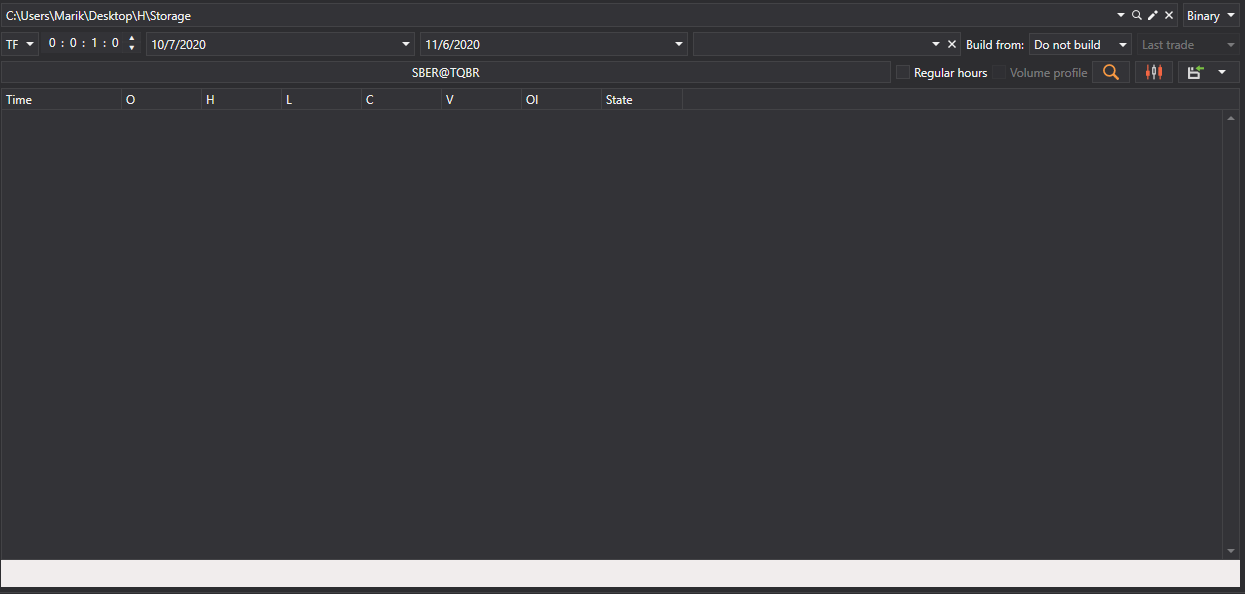 C:\Users\Marik\Desktop\H\Storage Binary
TF 0 : 0 : 1 : 0 10/7/2020 11/6/2020 Build from: Do not build Last trade
SBER@TQBR Regular hours Volume profile
Time O H L C V OI State